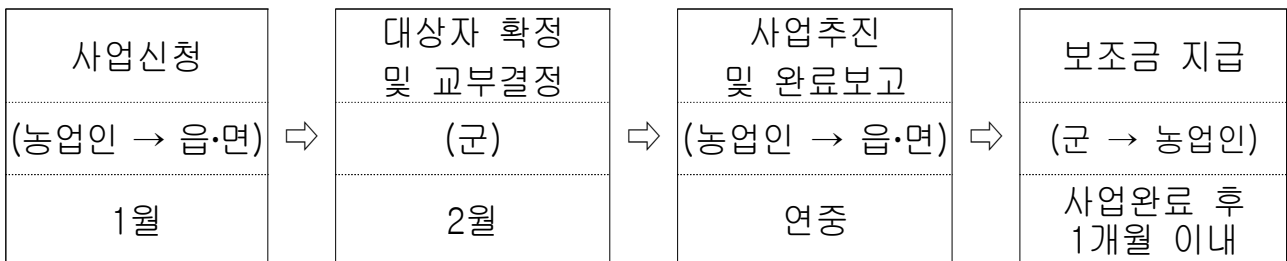 사업신청
(농업인 → 읍·면)
1월
⇨
대상자 확정
및 교부결정
(군)
2월
⇨
사업추진
및 완료보고
(농업인 → 읍·면)
연중
⇨
보조금 지급
(군 → 농업인)
사업완료 후
1개월 이내